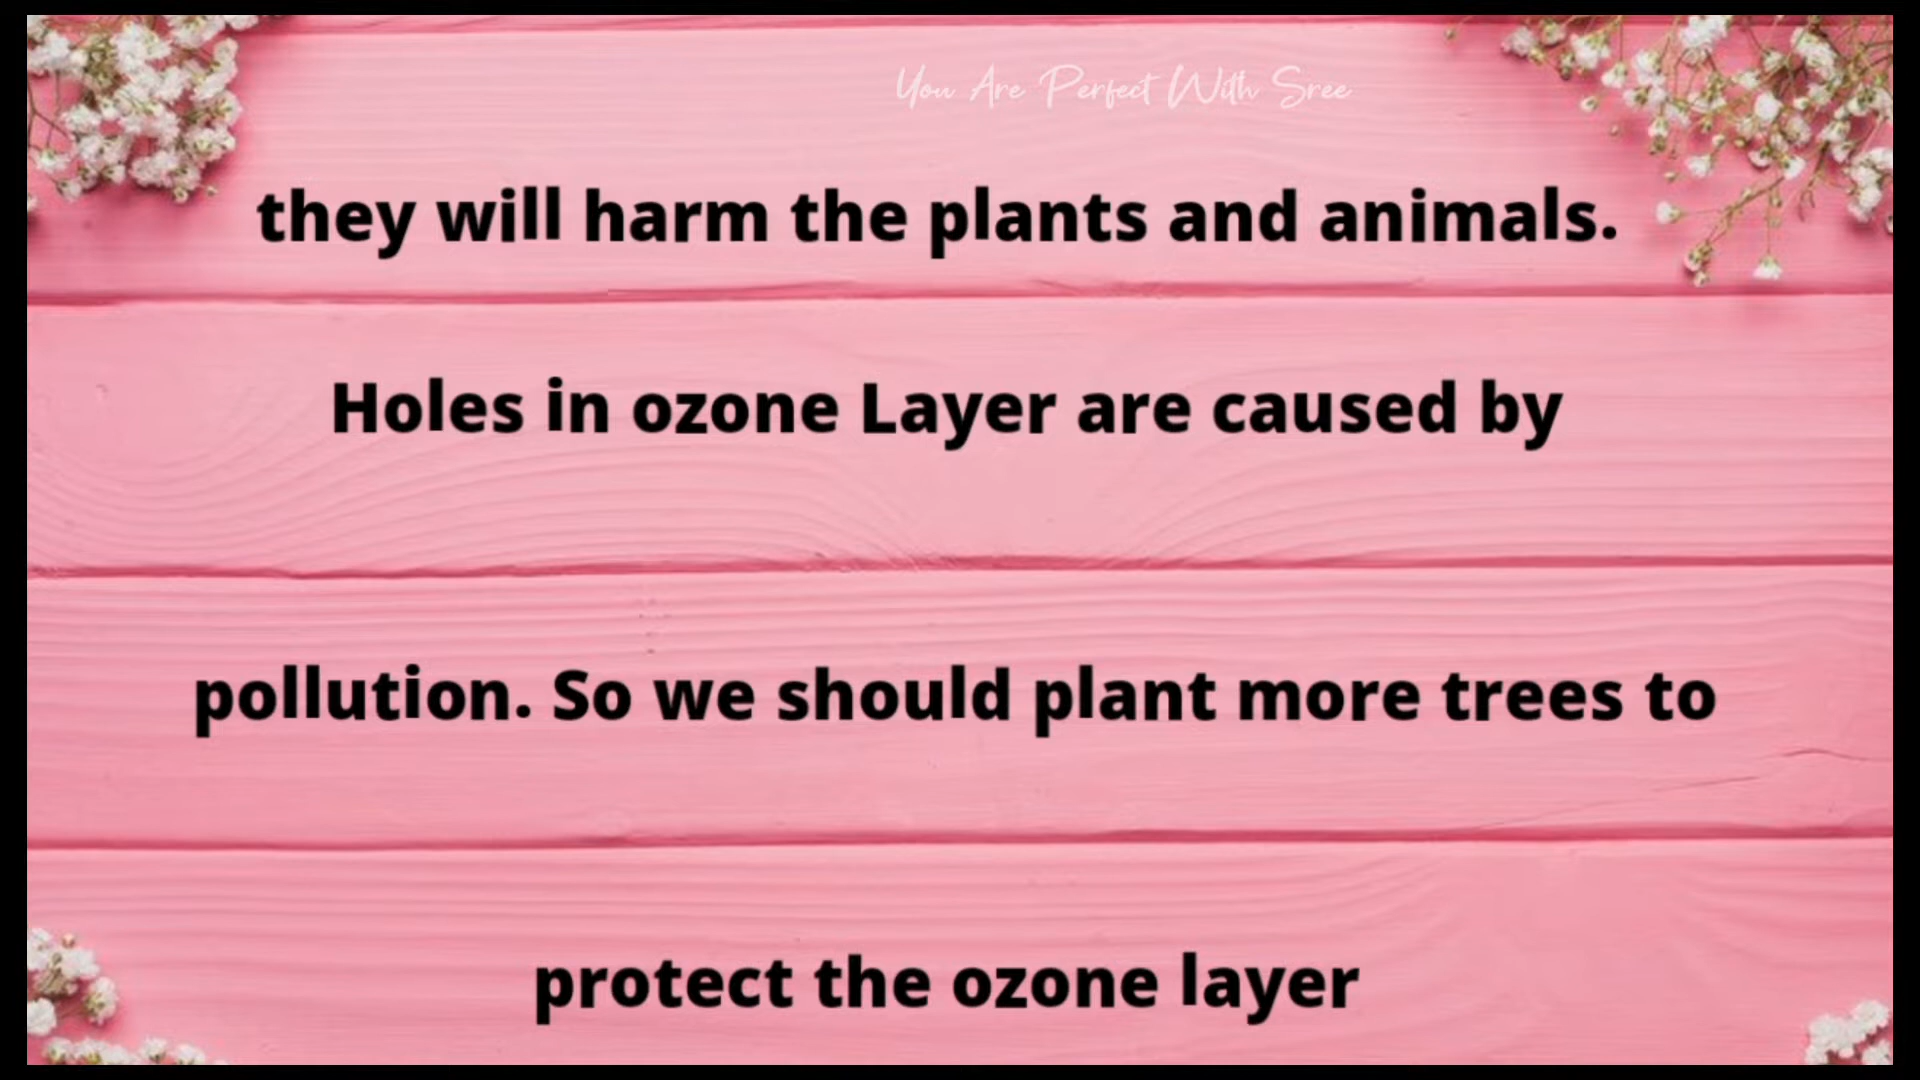 You Are Perfect With Sree
they will harm the plants and animals.
Holes in ozone Layer are caused by
pollution. So we should plant more trees to
protect the ozone layer